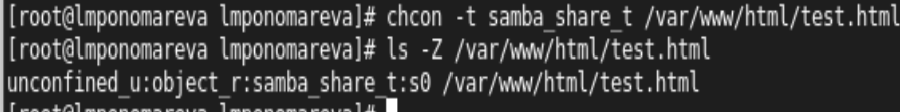 [root@lmponomareva lmponomareva]# chcon -t samba_share_t /var/www/html/test.html
[root@lmponomareva lmponomareva]# ls -Z /var/www/html/test.html
unconfined_u:object_r:samba_share_t:s0 /var/www/html/test.html
[root@lmponomareva lmponomareva]#